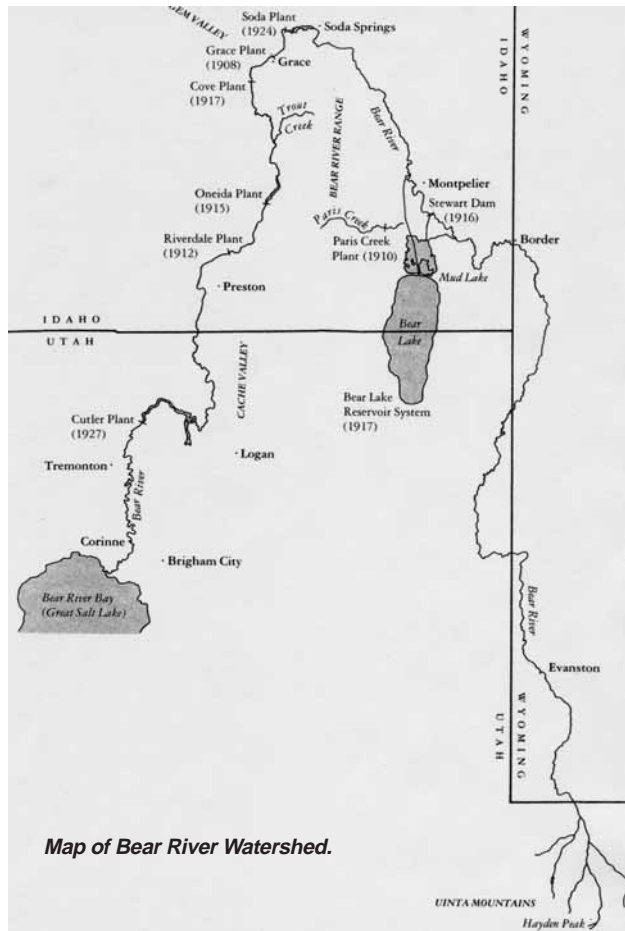 GEM VALLEY
Soda Plant
(1924)
Soda Springs
Grace Plant
(1908)
Grace
Cove Plant
(1917)
Trout
Creek
BEAR RIVER RANGE
Bear River
IDAHO
WYOMING
Montpelier
Stewart Dam
(1916)
Oneida Plant
(1915)
Paris Creek
Riverdale Plant
(1912)
Paris Creek
Plant (1910)
Border
Mud Lake
Preston
IDAHO
UTAH
Bear
Lake
CACHE VALLEY
Bear Lake
Reservoir System
(1917)
Cutler Plant
(1927)
Logan
Tremonton
Bear River
Corinne
Brigham City
Bear River Bay
(Great Salt Lake)
Bear River
Evanston
UTAH
WYOMING
Map of Bear River Watershed.
UINTA MOUNTAINS
Hayden Peak